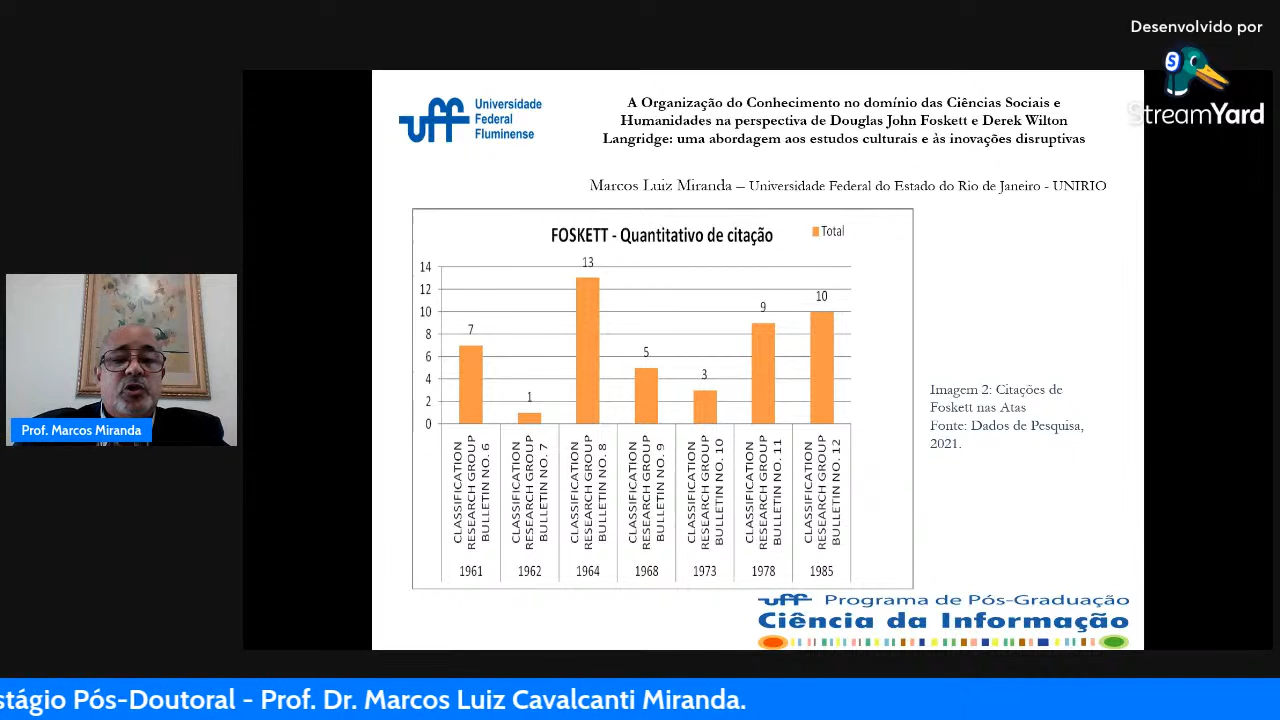 Desenvolvido por
StreamYard
uff Universidade
Federal
Fluminense
A Organização do Conhecimento no domínio das Ciências Sociais e
Humanidades na perspectiva de Douglas John Foskett e Derek Wilton
Langridge: uma abordagem aos estudos culturais e às inovações disruptivas
Marcos Luiz Miranda – Universidade Federal do Estado do Rio de Janeiro - UNIRIO
FOSKETT - Quantitativo de citação
Total
14
12
10
8
6
4
2
0
7
1
13
5
3
9
10
CLASSIFICATION
RESEARCH GROUP
BULLETIN NO. 6
CLASSIFICATION
RESEARCH GROUP
BULLETIN NO. 7
CLASSIFICATION
RESEARCH GROUP
BULLETIN NO. 8
CLASSIFICATION
RESEARCH GROUP
BULLETIN NO. 9
CLASSIFICATION
RESEARCH GROUP
BULLETIN NO. 10
CLASSIFICATION
RESEARCH GROUP
BULLETIN NO. 11
CLASSIFICATION
RESEARCH GROUP
BULLETIN NO. 12
1961 1962 1964 1968 1973 1978 1985
Imagem 2: Citações de
Foskett nas Atas
Fonte: Dados de Pesquisa,
2021.
Prof. Marcos Miranda
uff Programa de Pós-Graduação
Ciência da Informação
stágio Pós-Doutoral - Prof. Dr. Marcos Luiz Cavalcanti Miranda.